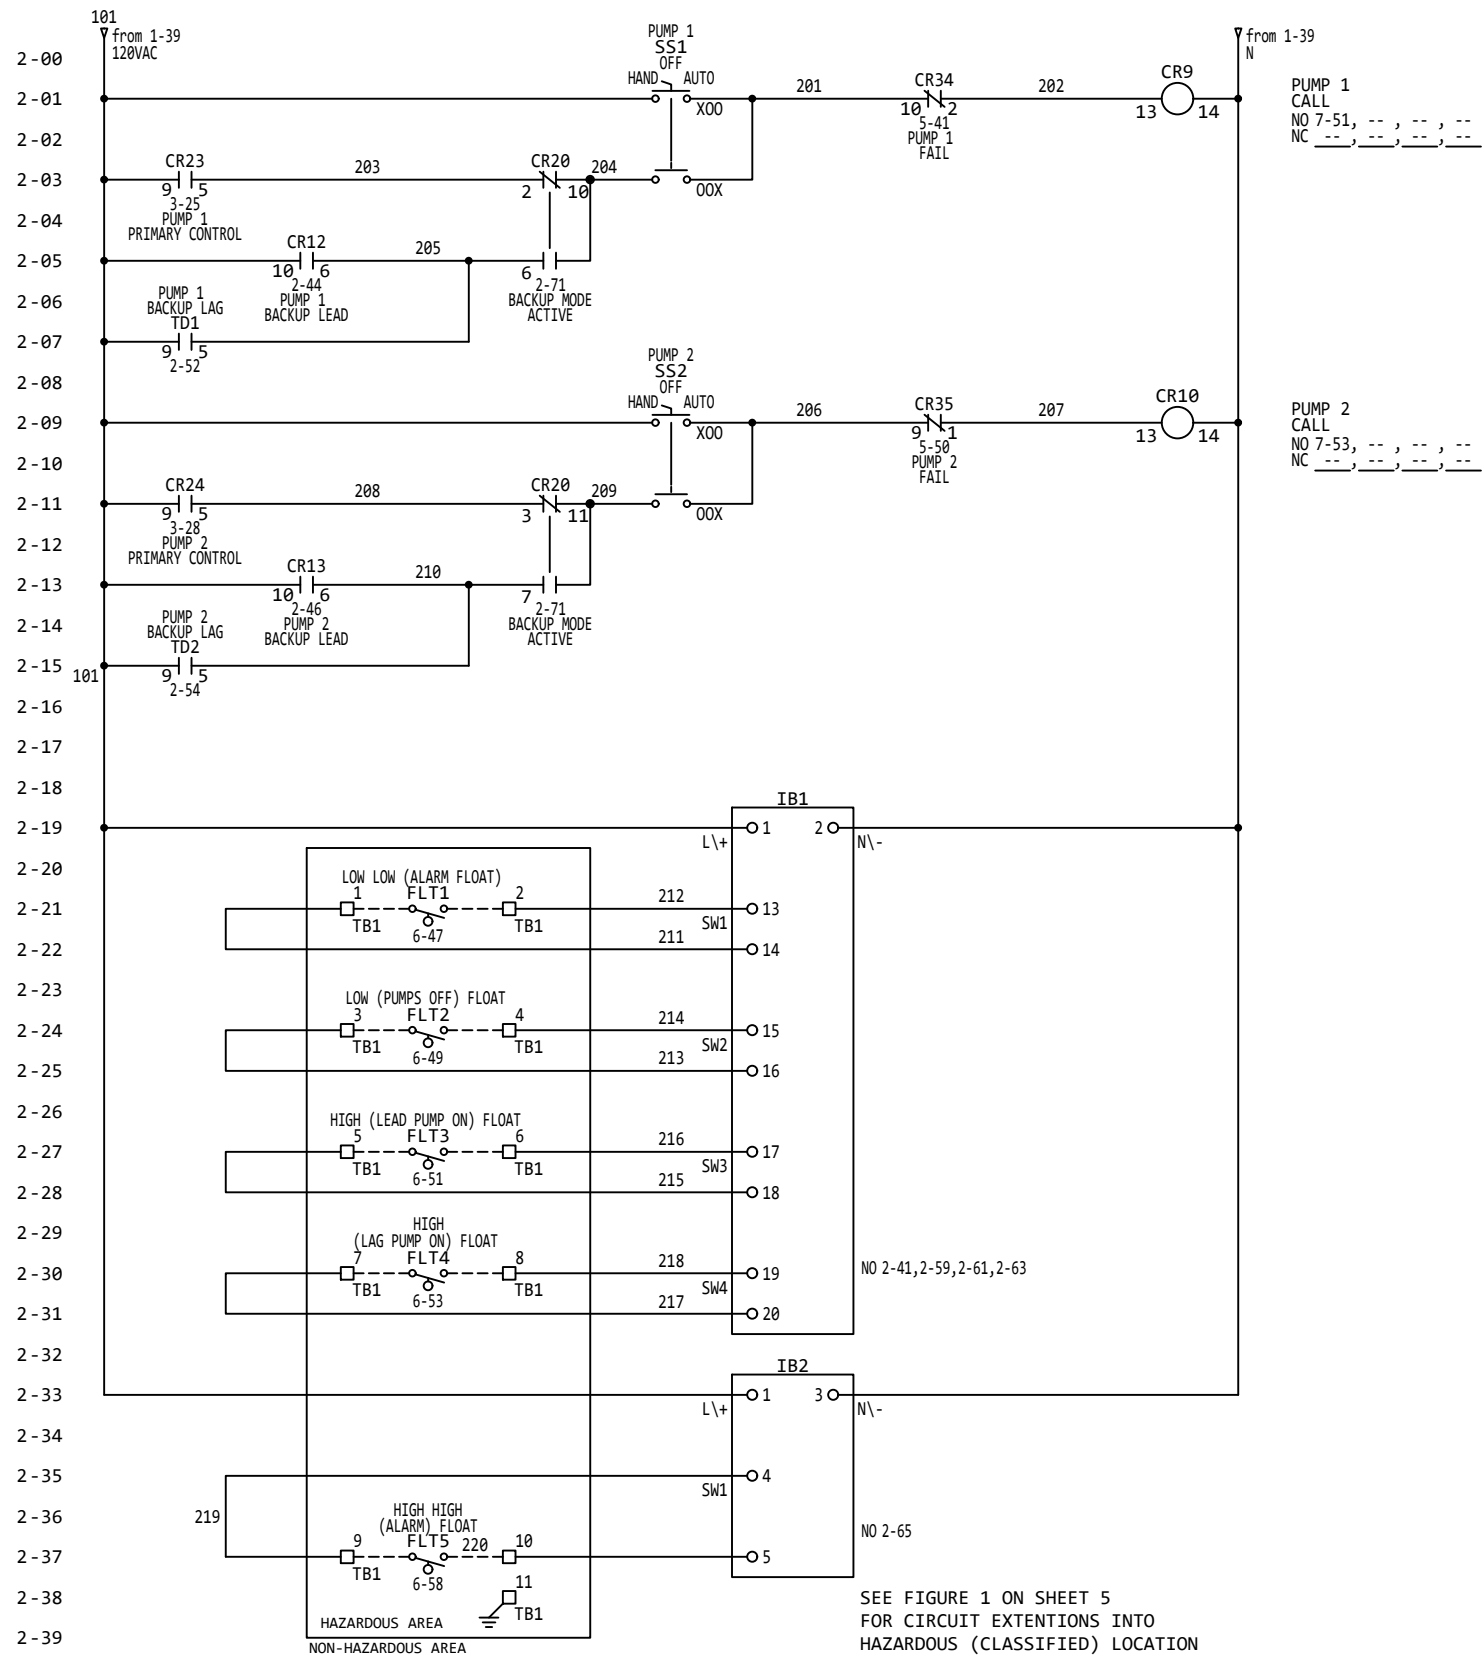 101
from 1-39
120VAC
from 1-39
N
2-00
PUMP 1
SS1
OFF
HAND AUTO
2-01
XOO
201
CR34
10 2
5-41
PUMP 1
FAIL
202
CR9
13 14
PUMP 1
CALL
NO 7-51, -- , -- , --
NC -- , -- , -- , --
2-02
2-03
CR23
9 5
3-25
PUMP 1
PRIMARY CONTROL
203
CR20
2 10
204
OOX
2-04
2-05
CR12
10 6
2-44
PUMP 1
BACKUP LEAD
205
6
2-71
BACKUP MODE
ACTIVE
2-06
PUMP 1
BACKUP LAG
TD1
2-07
9 5
2-52
2-08
PUMP 2
SS2
OFF
HAND AUTO
2-09
XOO
206
CR35
9 1
5-50
PUMP 2
FAIL
207
CR10
13 14
PUMP 2
CALL
NO 7-53, -- , -- , --
NC -- , -- , -- , --
2-10
2-11
CR24
9 5
3-28
PUMP 2
PRIMARY CONTROL
208
CR20
3 11
209
OOX
2-12
2-13
CR13
10 6
2-46
PUMP 2
BACKUP LEAD
210
7
2-71
BACKUP MODE
ACTIVE
2-14
PUMP 2
BACKUP LAG
TD2
2-15
101
9 5
2-54
2-16
2-17
2-18
IB1
2-19
1 2
L\+ N\-
2-20
LOW LOW (ALARM FLOAT)
1 FLT1 2
2-21
TB1 6-47 TB1
212
SW1
13
2-22
211
14
2-23
LOW (PUMPS OFF) FLOAT
3 FLT2 4
2-24
TB1 6-49 TB1
214
SW2
15
2-25
213
16
2-26
HIGH (LEAD PUMP ON) FLOAT
5 FLT3 6
2-27
TB1 6-51 TB1
216
SW3
17
2-28
215
18
2-29
HIGH
(LAG PUMP ON) FLOAT
7 FLT4 8
2-30
TB1 6-53 TB1
218
SW4
19
NO 2-41,2-59,2-61,2-63
2-31
217
20
2-32
IB2
2-33
1 3
L\+ N\-
2-34
2-35
4
SW1
2-36
219
HIGH HIGH
(ALARM) FLOAT
NO 2-65
9 FLT5 220 10
2-37
TB1 6-58
5
2-38
11
TB1
HAZARDOUS AREA
2-39
NON-HAZARDOUS AREA
SEE FIGURE 1 ON SHEET 5
FOR CIRCUIT EXTENTIONS INTO
HAZARDOUS (CLASSIFIED) LOCATION